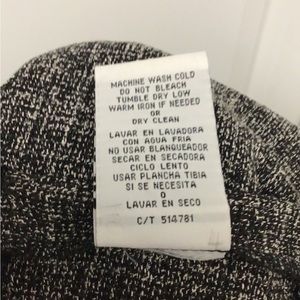 MACHINE WASH COLD
DO NOT BLEACH
TUMBLE DRY LOW
WARM IRON IF NEEDED
OR
DRY CLEAN
LAVAR EN LAVADORA
CON AGUA FRIA
NO USAR BLANQUEADOR
SECAR EN SECADORA
CICLO LENTO
USAR PLANCHA TIBIA
SI SE NECESITA
O
LAVAR EN SECO
C/T 514781